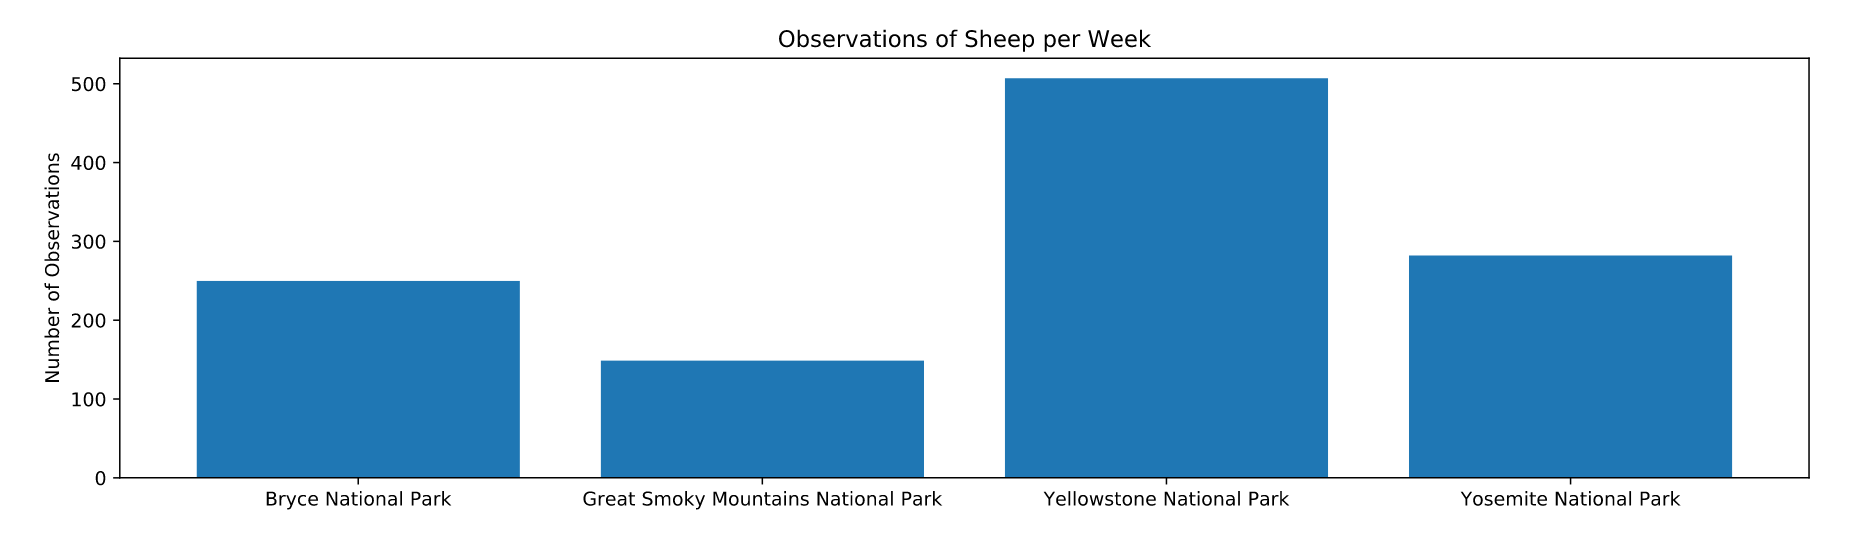 Observations of Sheep per Week
Number of Observations
500
400
300
200
100
0
Bryce National Park
Great Smoky Mountains National Park
Yellowstone National Park
Yosemite National Park